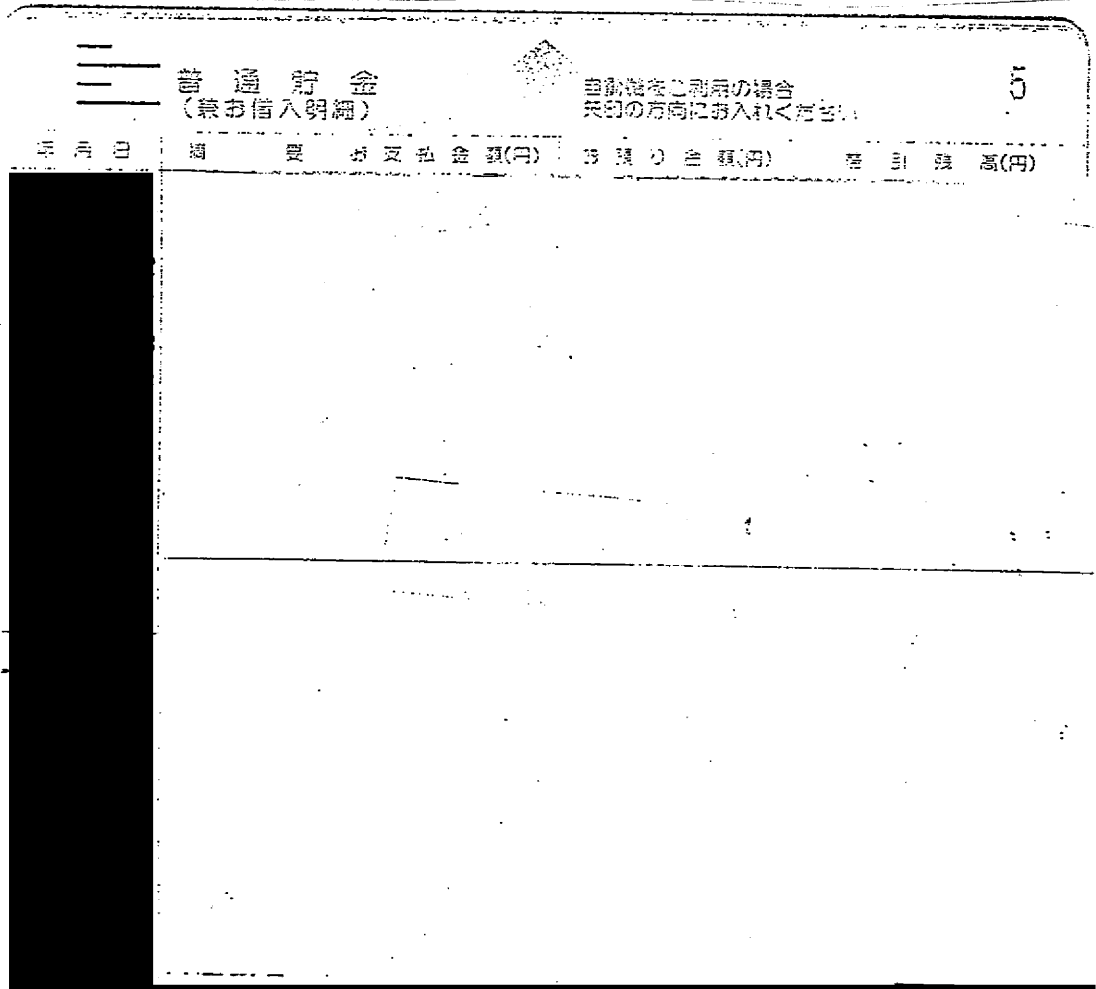 普通貯金
(兼お借入明細)
自動機をご利用の場合
矢印の方向にお入れください
5
年月日 摘要 お支払金額(円) お預り金額(円) 差引残高(円)